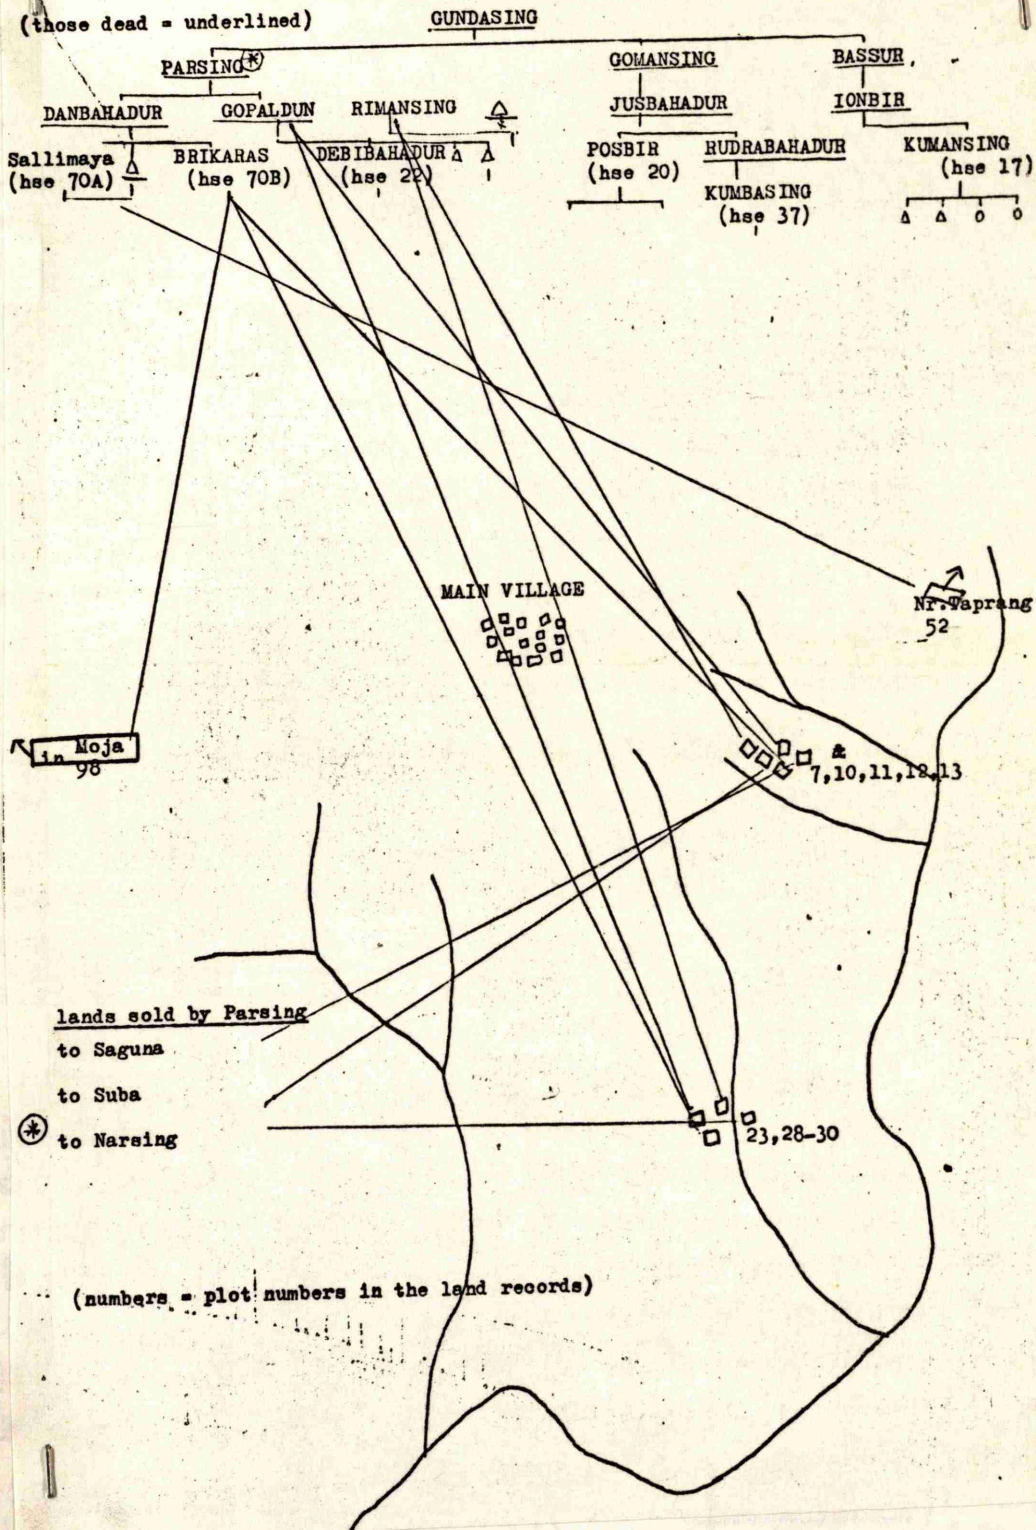 (those dead = underlined)
GUNDASING
PARSING *
GOMANSING
BASSUR
DANBAHADUR
GOPALDUN
RIMANSING
JUSBAHADUR
IONBIR
Sallimaya
(hse 70A)
BRIKARAS
(hse 70B)
DEBIBAHADUR
(hse 22)
POSBIR
(hse 20)
RUDRABAHADUR
KUMBASING
(hse 37)
KUMANSING
(hse 17)
MAIN VILLAGE
Nr.Taprang
52
in Moja
98
&
7,10,11,12,13
lands sold by Parsing
to Saguna
to Suba
* to Narsing
23,28-30
(numbers = plot numbers in the land records)